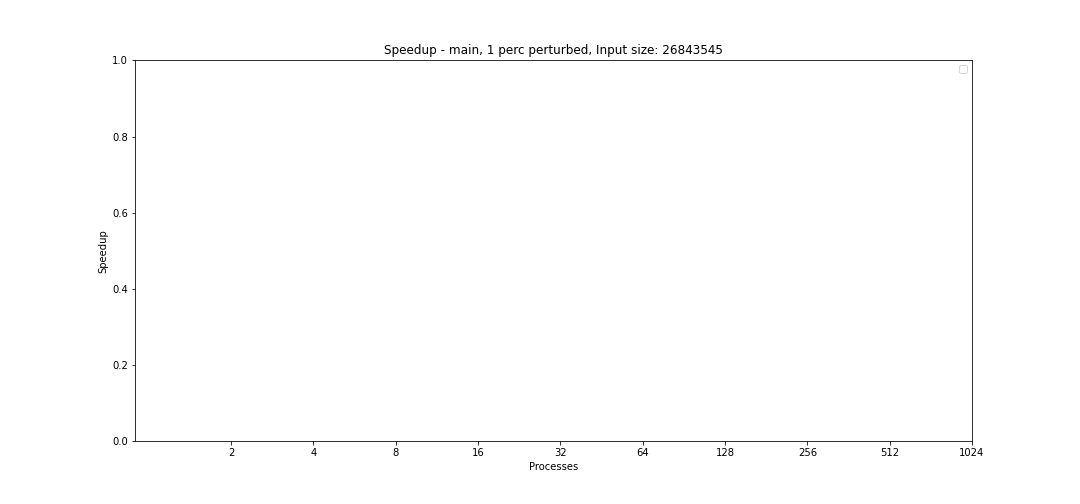 Speedup - main, 1 perc perturbed, Input size: 26843545
1.0
0.8
0.6
0.4
0.2
0.0
Speedup
2 4 8 16 32 64 128 256 512 1024
Processes